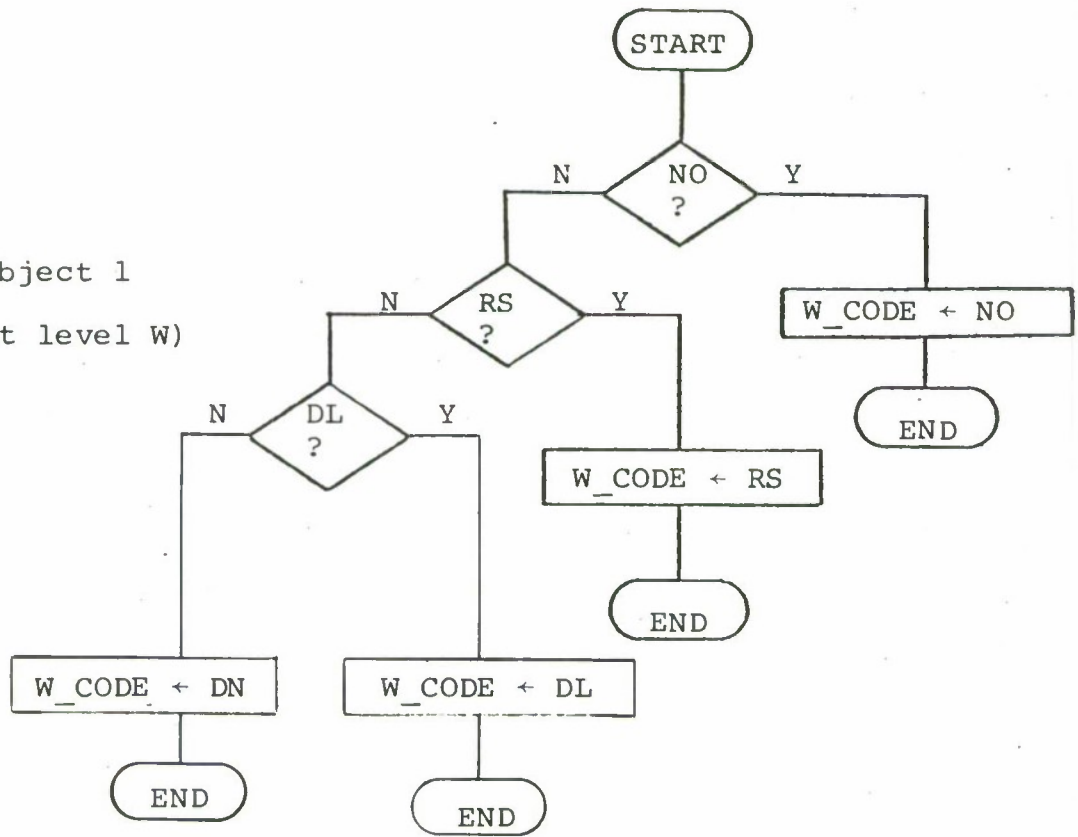 START
N
NO
?
Y
bject 1
N
RS
?
Y
W_CODE ← NO
t level W)
N
DL
?
Y
END
W_CODE ← RS
END
W_CODE ← DN
W_CODE ← DL
END
END